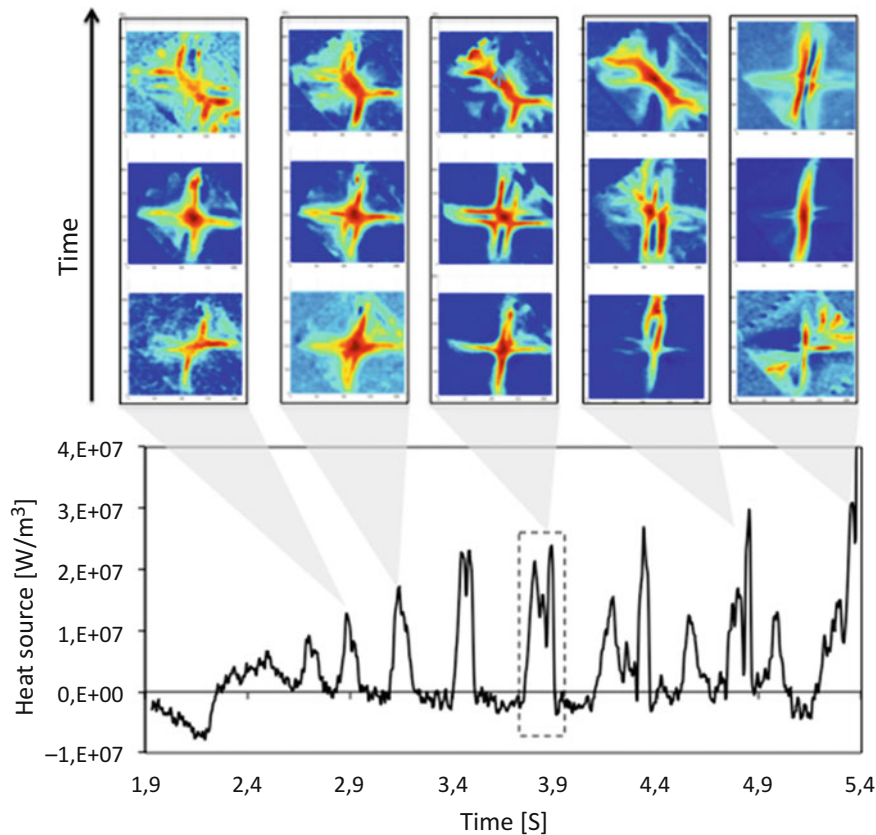 Time
4,E+07
3,E+07
2,E+07
1,E+07
0,E+00
−1,E+07
Heat source [W/m³]
1,9 2,4 2,9 3,4 3,9 4,4 4,9 5,4
Time [S]